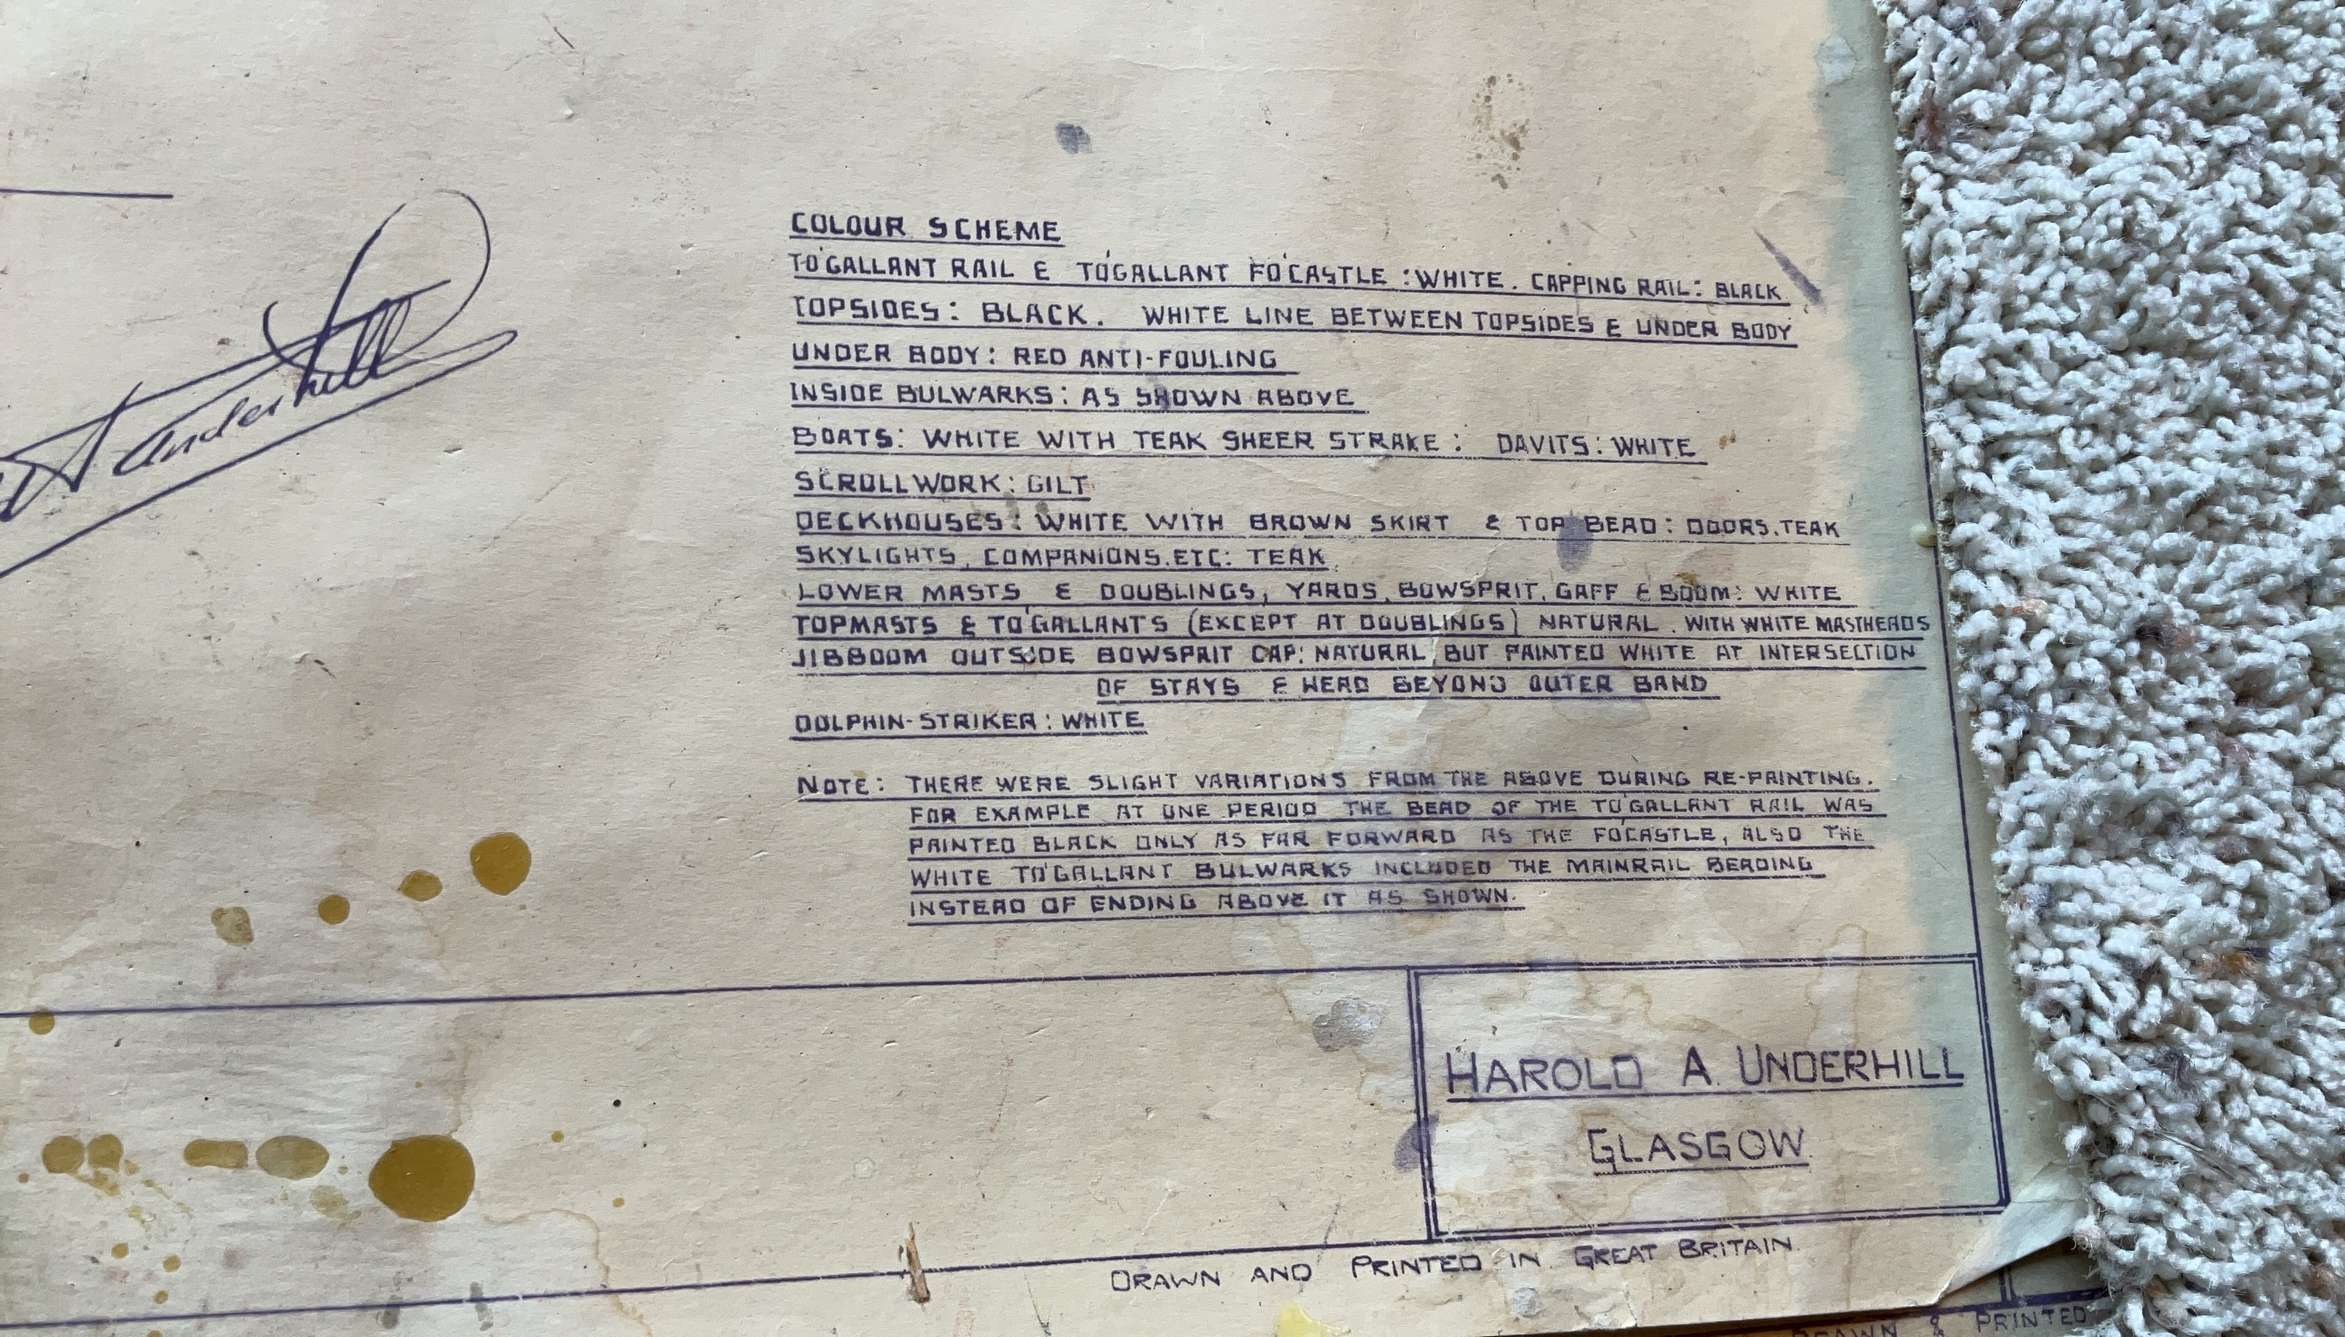 COLOUR SCHEME
TO'GALLANT RAIL & TO'GALLANT FO'CASTLE : WHITE. CAPPING RAIL: BLACK
TOPSIDES: BLACK. WHITE LINE BETWEEN TOPSIDES & UNDER BODY
UNDER BODY: RED ANTI-FOULING
INSIDE BULWARKS: AS SHOWN ABOVE
BOATS: WHITE WITH TEAK SHEER STRAKE: DAVITS: WHITE
SCROLLWORK: GILT
DECKHOUSES: WHITE WITH BROWN SKIRT & TOP BEAD: DOORS, TEAK
SKYLIGHTS, COMPANIONS, ETC: TEAK
LOWER MASTS & DOUBLINGS, YARDS, BOWSPRIT, GAFF & BOOM: WHITE
TOPMASTS & TO'GALLANTS (EXCEPT AT DOUBLINGS) NATURAL. WITH WHITE MASTHEADS
JIBBOOM OUTSIDE BOWSPRIT CAP: NATURAL BUT PAINTED WHITE AT INTERSECTION
OF STAYS & HEAD BEYOND OUTER BAND
DOLPHIN-STRIKER: WHITE
NOTE: THERE WERE SLIGHT VARIATIONS FROM THE ABOVE DURING RE-PAINTING.
FOR EXAMPLE AT ONE PERIOD THE BEAD OF THE TO'GALLANT RAIL WAS
PAINTED BLACK ONLY AS FAR FORWARD AS THE FO'CASTLE, ALSO THE
WHITE TO'GALLANT BULWARKS INCLUDED THE MAINRAIL BEADING
INSTEAD OF ENDING ABOVE IT AS SHOWN.
Underhill
HAROLD A. UNDERHILL
GLASGOW.
DRAWN AND PRINTED IN GREAT BRITAIN.
DRAWN & PRINTED